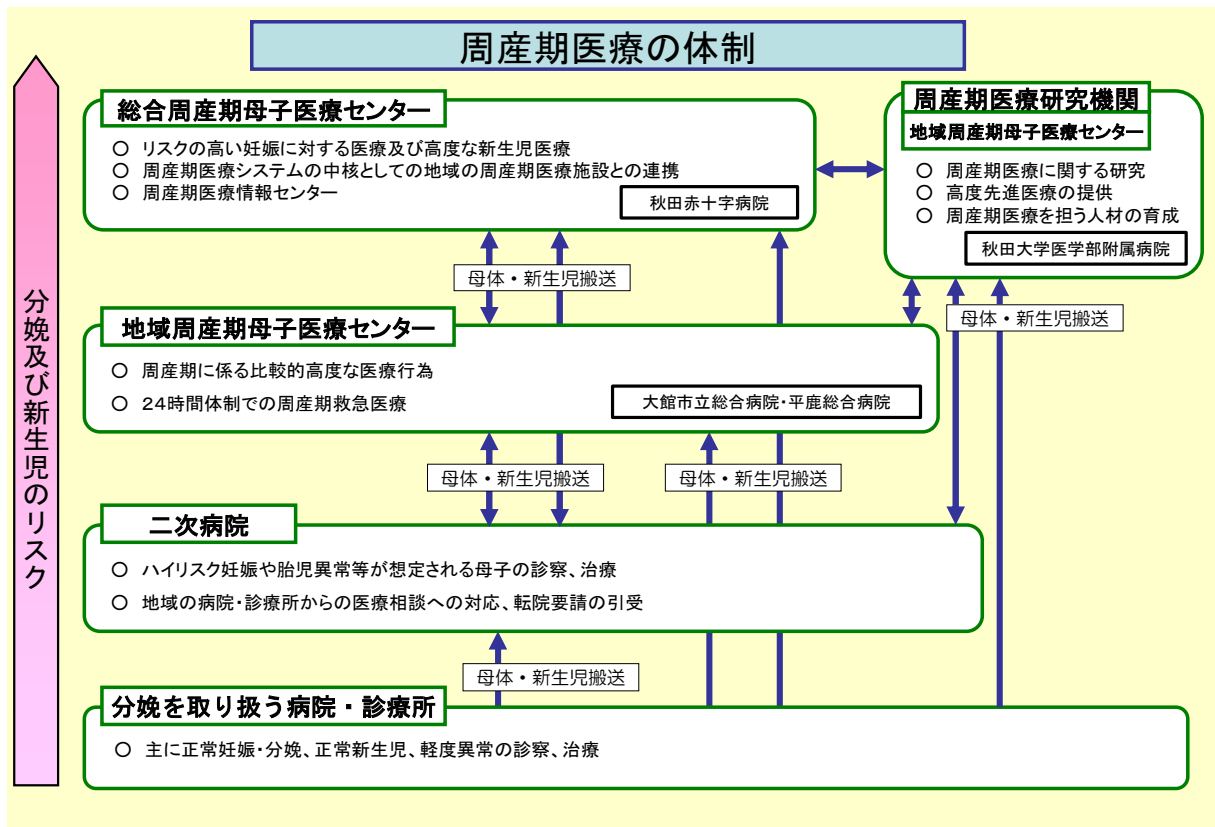 周産期医療の体制
分娩及び新生児のリスク
総合周産期母子医療センター
○ リスクの高い妊娠に対する医療及び高度な新生児医療
○ 周産期医療システムの中核としての地域の周産期医療施設との連携
○ 周産期医療情報センター
秋田赤十字病院
周産期医療研究機関
地域周産期母子医療センター
○ 周産期医療に関する研究
○ 高度先進医療の提供
○ 周産期医療を担う人材の育成
秋田大学医学部附属病院
母体・新生児搬送
母体・新生児搬送
地域周産期母子医療センター
○ 周産期に係る比較的高度な医療行為
○ 24時間体制での周産期救急医療
大館市立総合病院・平鹿総合病院
母体・新生児搬送
母体・新生児搬送
二次病院
○ ハイリスク妊娠や胎児異常等が想定される母子の診察、治療
○ 地域の病院・診療所からの医療相談への対応、転院要請の引受
母体・新生児搬送
分娩を取り扱う病院・診療所
○ 主に正常妊娠・分娩、正常新生児、軽度異常の診察、治療